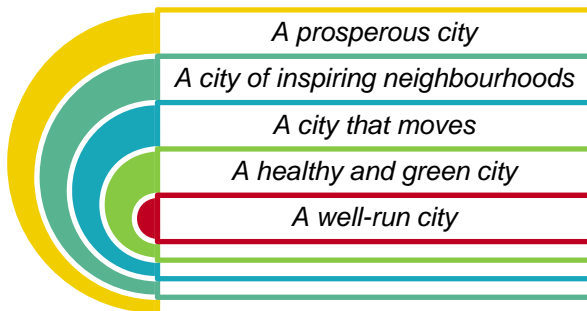 A prosperous city
A city of inspiring neighbourhoods
A city that moves
A healthy and green city
A well-run city